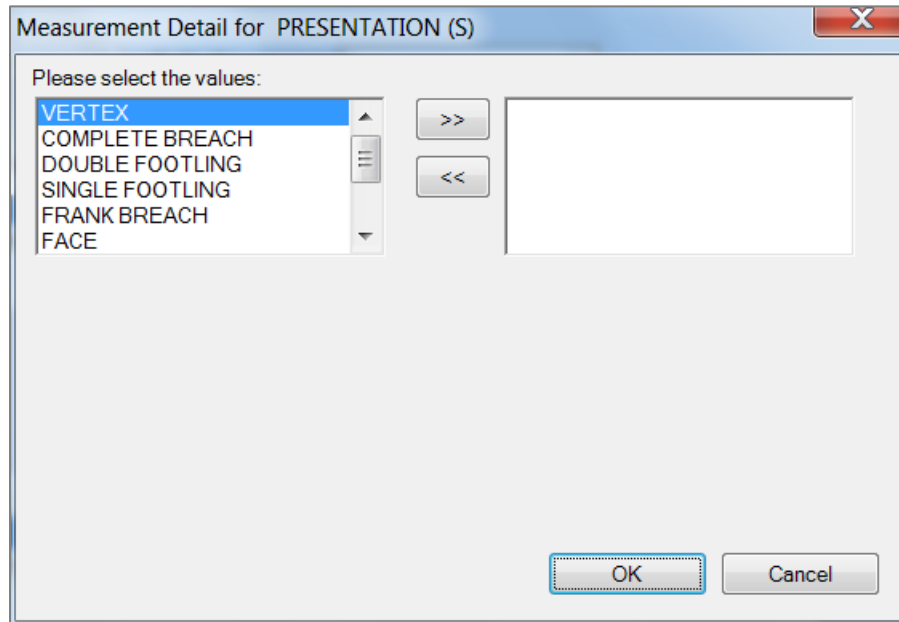 Measurement Detail for PRESENTATION (S)
X
Please select the values:
VERTEX
COMPLETE BREACH
DOUBLE FOOTLING
SINGLE FOOTLING
FRANK BREACH
FACE
>>
<<
OK
Cancel